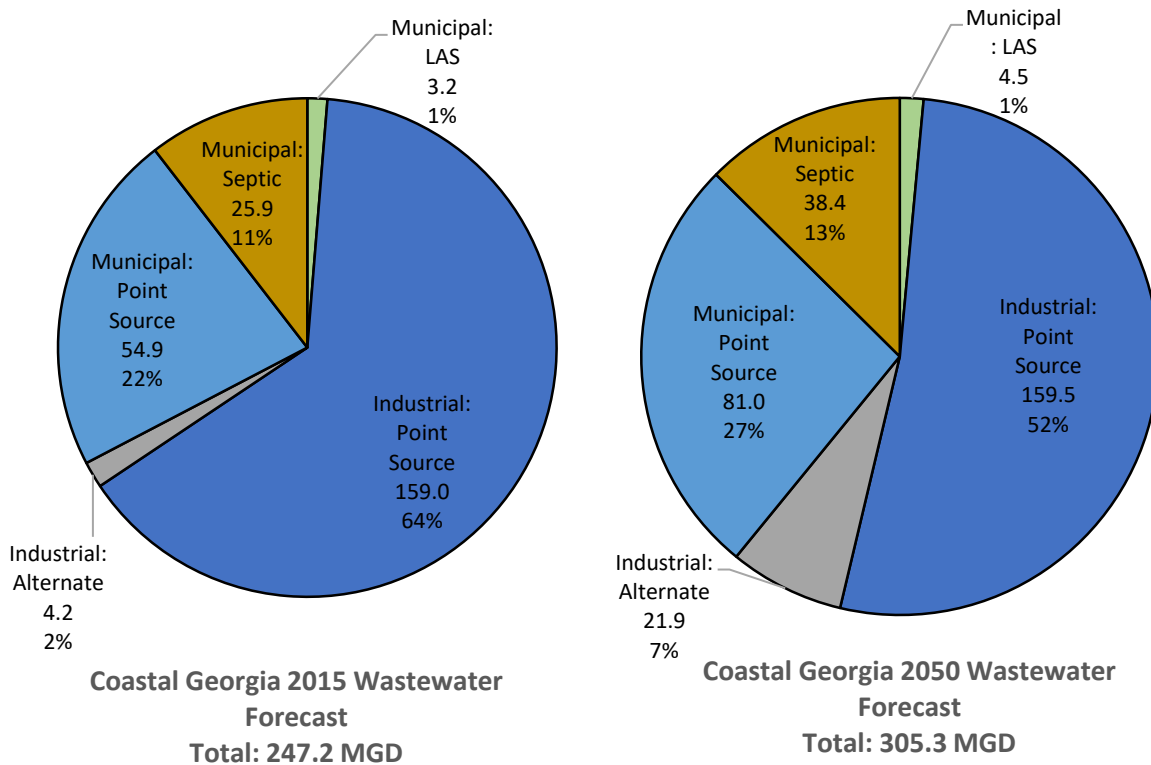 Municipal:
LAS
3.2
1%
Municipal:
Septic
25.9
11%
Municipal:
Point
Source
54.9
22%
Industrial:
Point
Source
159.0
64%
Industrial:
Alternate
4.2
2%
Coastal Georgia 2015 Wastewater
Forecast
Total: 247.2 MGD
Municipal
: LAS
4.5
1%
Municipal:
Septic
38.4
13%
Municipal:
Point
Source
81.0
27%
Industrial:
Point
Source
159.5
52%
Industrial:
Alternate
21.9
7%
Coastal Georgia 2050 Wastewater
Forecast
Total: 305.3 MGD